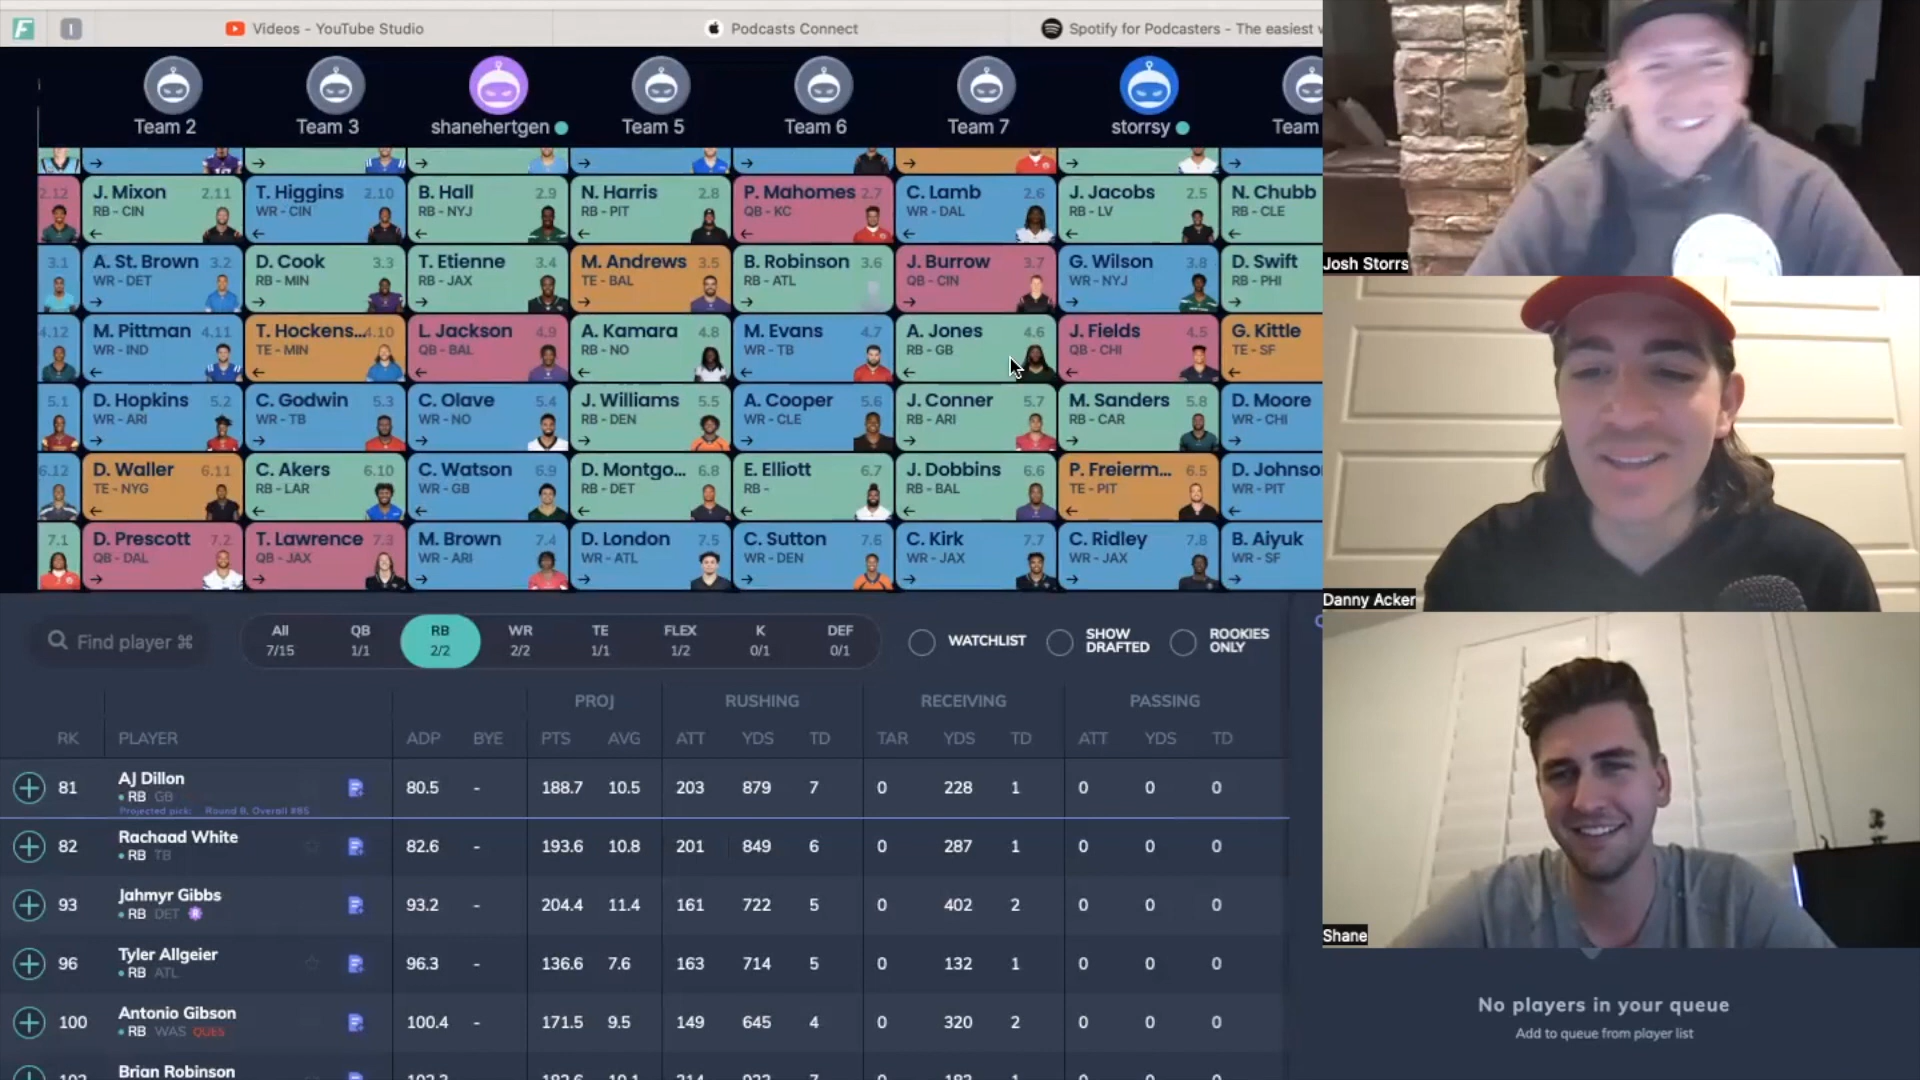 Videos - YouTube Studio
Podcasts Connect
Spotify for Podcasters - The easiest w
Team 2
Team 3
shanehertgen
Team 5
Team 6
Team 7
storrsy
Team
2.12
J. Mixon 2.11
RB - CIN
T. Higgins 2.10
WR - CIN
B. Hall 2.9
RB - NYJ
N. Harris 2.8
RB - PIT
P. Mahomes 2.7
QB - KC
C. Lamb 2.6
WR - DAL
J. Jacobs 2.5
RB - LV
N. Chubb
RB - CLE
3.1
A. St. Brown 3.2
WR - DET
D. Cook 3.3
RB - MIN
T. Etienne 3.4
RB - JAX
M. Andrews 3.5
TE - BAL
B. Robinson 3.6
RB - ATL
J. Burrow 3.7
QB - CIN
G. Wilson 3.8
WR - NYJ
D. Swift
RB - PHI
4.12
M. Pittman 4.11
WR - IND
T. Hockens... 4.10
TE - MIN
L. Jackson 4.9
QB - BAL
A. Kamara 4.8
RB - NO
M. Evans 4.7
WR - TB
A. Jones 4.6
RB - GB
J. Fields 4.5
QB - CHI
G. Kittle
TE - SF
5.1
D. Hopkins 5.2
WR - ARI
C. Godwin 5.3
WR - TB
C. Olave 5.4
WR - NO
J. Williams 5.5
RB - DEN
A. Cooper 5.6
WR - CLE
J. Conner 5.7
RB - ARI
M. Sanders 5.8
RB - CAR
D. Moore
WR - CHI
6.12
D. Waller 6.11
TE - NYG
C. Akers 6.10
RB - LAR
C. Watson 6.9
WR - GB
D. Montgo... 6.8
RB - DET
E. Elliott 6.7
RB -
J. Dobbins 6.6
RB - BAL
P. Freierm... 6.5
TE - PIT
D. Johnso
WR - PIT
7.1
D. Prescott 7.2
QB - DAL
T. Lawrence 7.3
QB - JAX
M. Brown 7.4
WR - ARI
D. London 7.5
WR - ATL
C. Sutton 7.6
WR - DEN
C. Kirk 7.7
WR - JAX
C. Ridley 7.8
WR - JAX
B. Aiyuk
WR - SF
Josh Storrs
Danny Acker
Shane
Find player ⌘
All QB RB WR TE FLEX K DEF
7/15 1/1 2/2 2/2 1/1 1/2 0/1 0/1
WATCHLIST
SHOW
DRAFTED
ROOKIES
ONLY
PROJ RUSHING RECEIVING PASSING
RK PLAYER ADP BYE PTS AVG ATT YDS TD TAR YDS TD ATT YDS TD
81 AJ Dillon 80.5 - 188.7 10.5 203 879 7 0 228 1 0 0 0
RB GB
Projected pick: Round 8, Overall #85
82 Rachaad White 82.6 - 193.6 10.8 201 849 6 0 287 1 0 0 0
RB TB
93 Jahmyr Gibbs 93.2 - 204.4 11.4 161 722 5 0 402 2 0 0 0
RB DET R
96 Tyler Allgeier 96.3 - 136.6 7.6 163 714 5 0 132 1 0 0 0
RB ATL
100 Antonio Gibson 100.4 - 171.5 9.5 149 645 4 0 320 2 0 0 0
RB WAS QUES
Brian Robinson
No players in your queue
Add to queue from player list